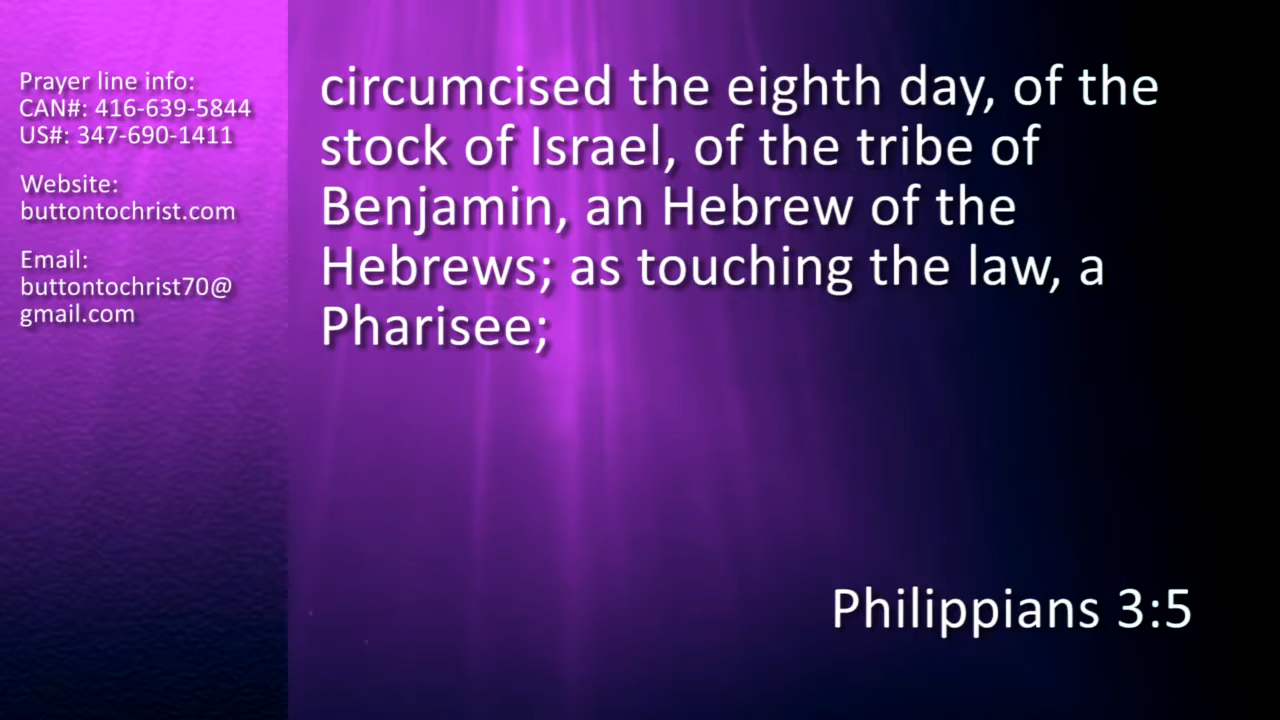 Prayer line info:
CAN#: 416-639-5844
US#: 347-690-1411
Website:
buttontochrist.com
Email:
buttontochrist70@
gmail.com
circumcised the eighth day, of the
stock of Israel, of the tribe of
Benjamin, an Hebrew of the
Hebrews; as touching the law, a
Pharisee;
Philippians 3:5